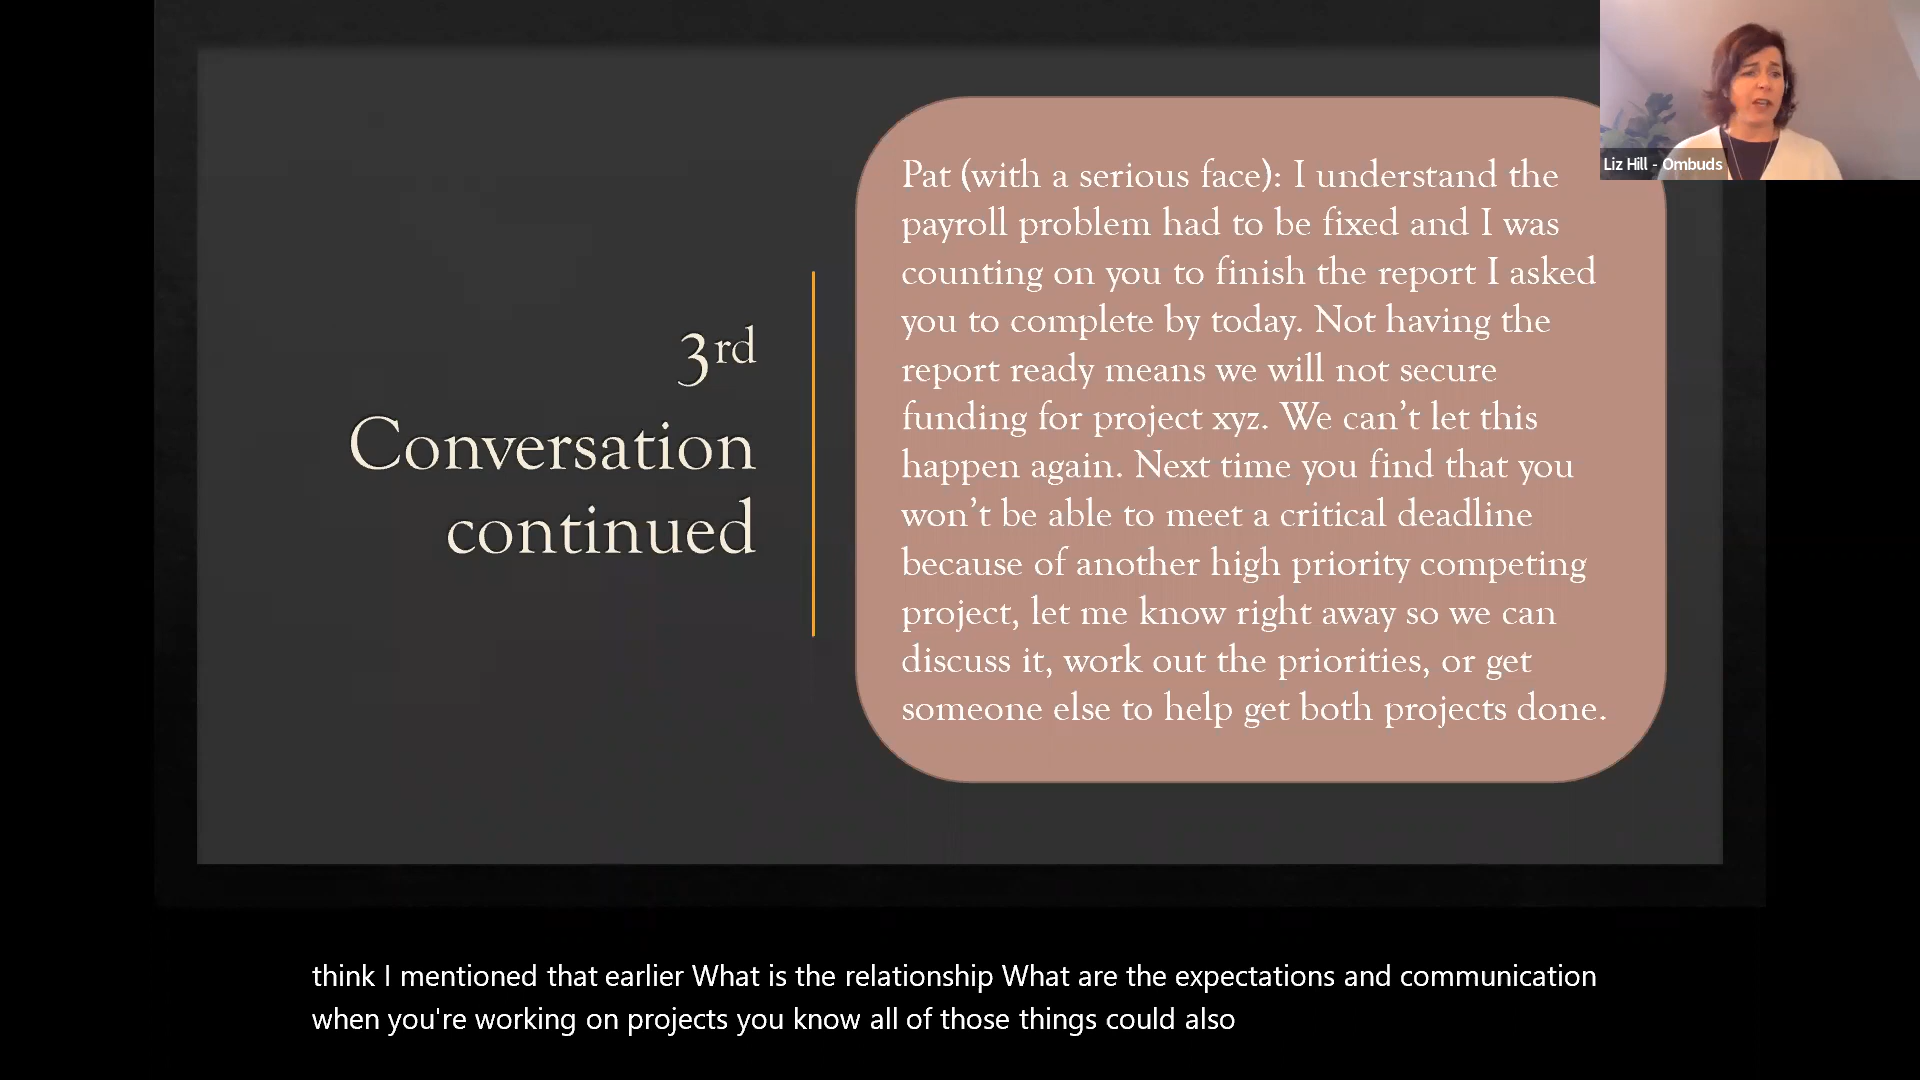 Liz Hill - Ombuds
3rd
Conversation
continued
Pat (with a serious face): I understand the
payroll problem had to be fixed and I was
counting on you to finish the report I asked
you to complete by today. Not having the
report ready means we will not secure
funding for project xyz. We can’t let this
happen again. Next time you find that you
won’t be able to meet a critical deadline
because of another high priority competing
project, let me know right away so we can
discuss it, work out the priorities, or get
someone else to help get both projects done.
think I mentioned that earlier What is the relationship What are the expectations and communication
when you're working on projects you know all of those things could also